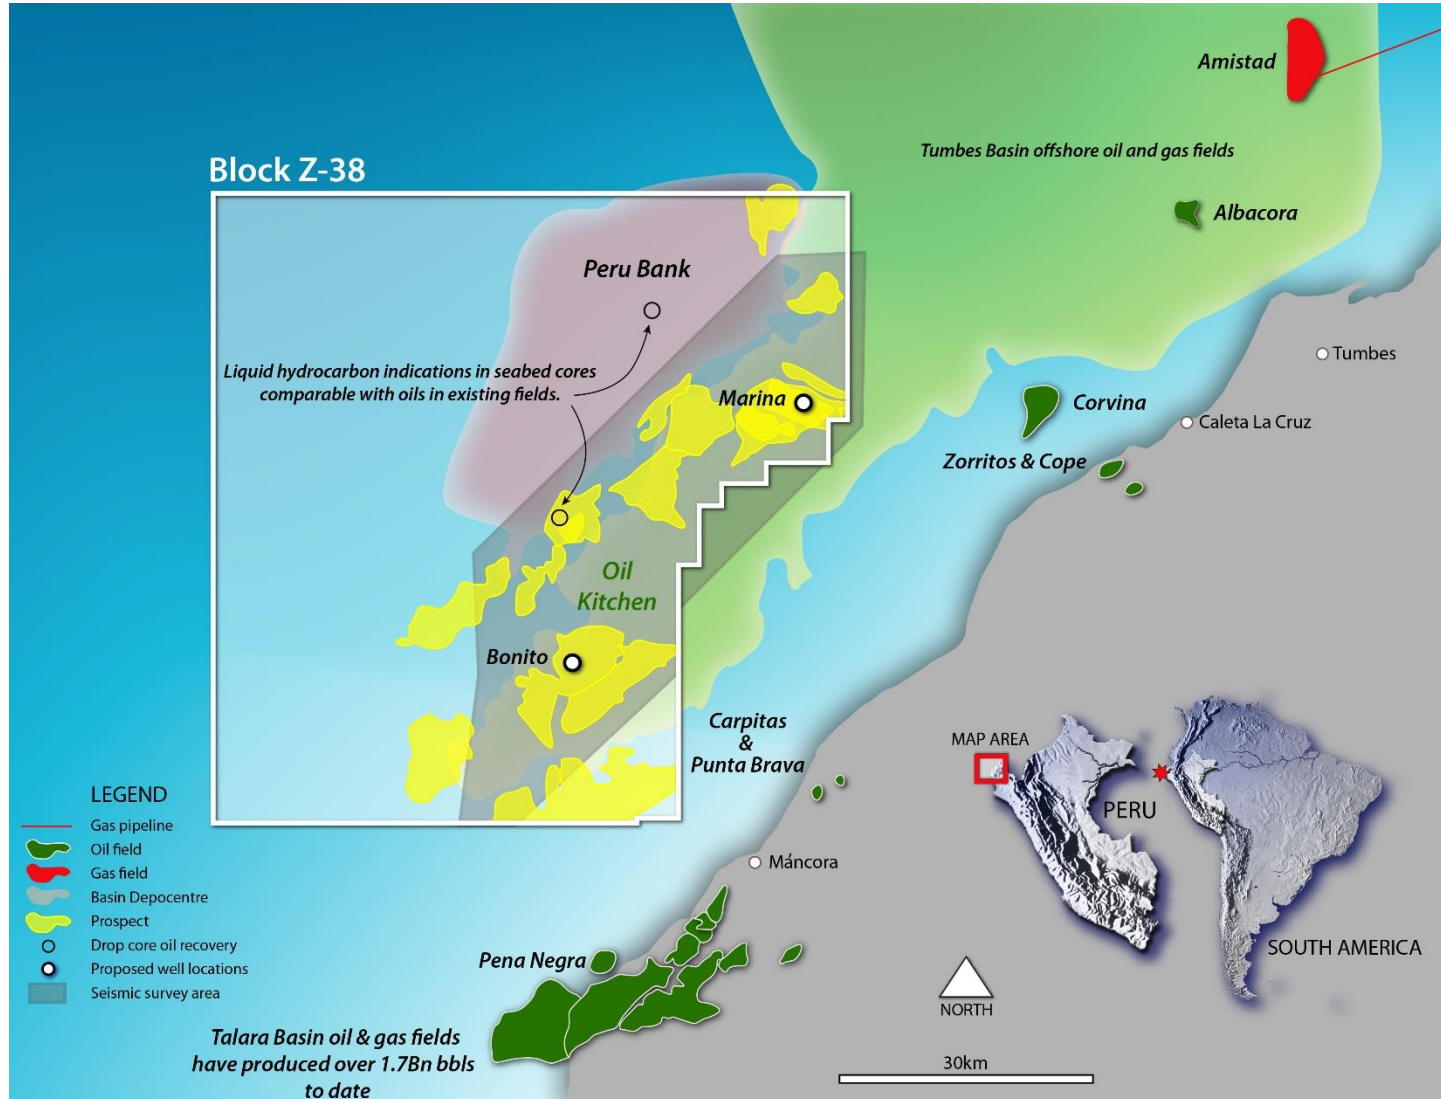 Amistad
Tumbes Basin offshore oil and gas fields
Block Z-38
Albacora
Peru Bank
Tumbes
Liquid hydrocarbon indications in seabed cores
comparable with oils in existing fields.
Marina
Corvina
Caleta La Cruz
Zorritos & Cope
Oil
Kitchen
Bonito
Carpitas
&
Punta Brava
MAP AREA
PERU
SOUTH AMERICA
LEGEND
Gas pipeline
Oil field
Gas field
Basin Depocentre
Prospect
Drop core oil recovery
Proposed well locations
Seismic survey area
Máncora
Pena Negra
NORTH
Talara Basin oil & gas fields
have produced over 1.7Bn bbls
to date
30km